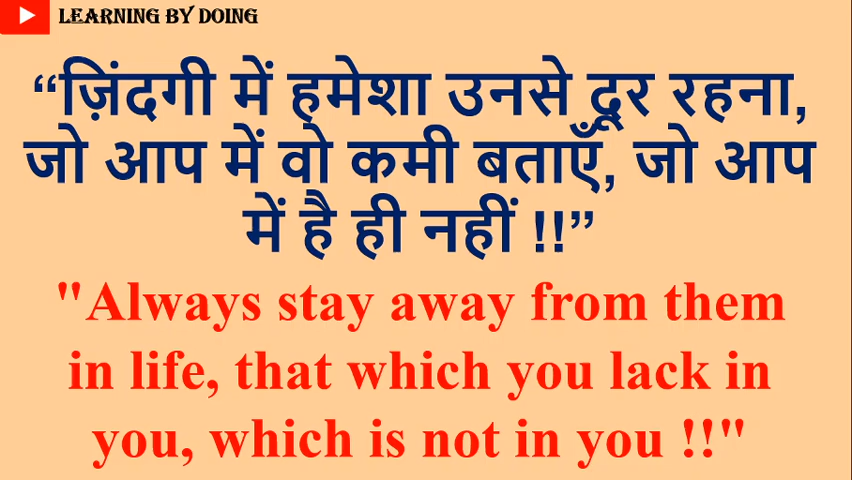 LEARNING BY DOING
“ज़िंदगी में हमेशा उनसे दूर रहना,
जो आप में वो कमी बताएँ, जो आप
में है ही नहीं !!”
"Always stay away from them
in life, that which you lack in
you, which is not in you !!"